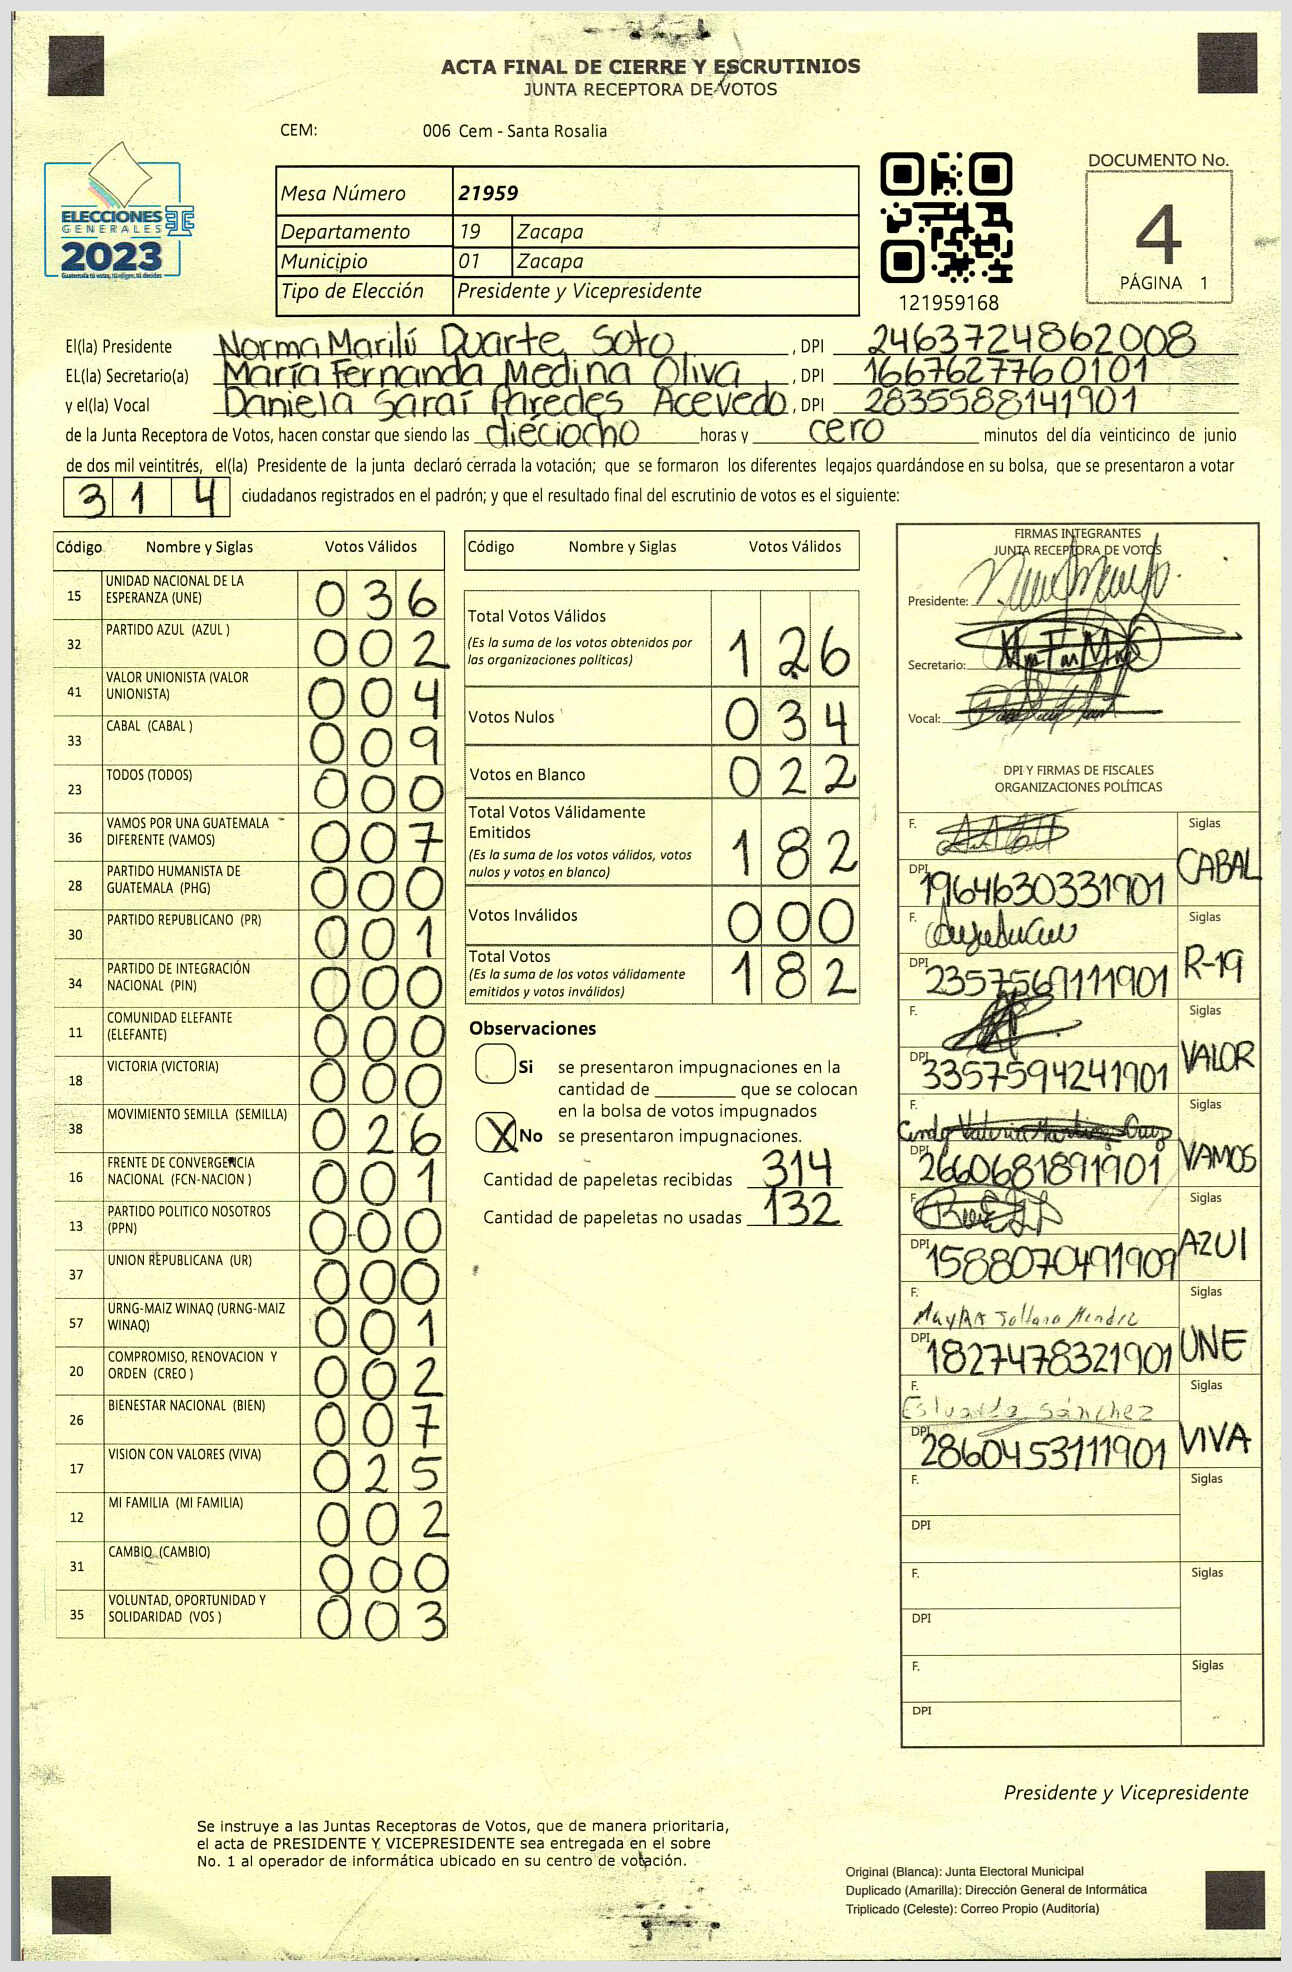 ACTA FINAL DE CIERRE Y ESCRUTINIOS
JUNTA RECEPTORA DE VOTOS
CEM: 006 Cem - Santa Rosalia
ELECCIONES
GENERALES
2023
Guatemala tú votas, tú eliges, tú decides
Mesa Número 21959
Departamento 19 Zacapa
Municipio 01 Zacapa
Tipo de Elección Presidente y Vicepresidente
121959168
DOCUMENTO No.
4
PÁGINA 1
El(la) Presidente Norma Marilú Duarte Soto, DPI 2463724862008
EL(la) Secretario(a) María Fernanda Medina Oliva, DPI 1667627760101
y el(la) Vocal Daniela Saraí Paredes Acevedo, DPI 2835588141901
de la Junta Receptora de Votos, hacen constar que siendo las dieciocho horas y cero minutos del día veinticinco de junio
de dos mil veintitrés, el(la) Presidente de la junta declaró cerrada la votación; que se formaron los diferentes legajos quardándose en su bolsa, que se presentaron a votar
314 ciudadanos registrados en el padrón; y que el resultado final del escrutinio de votos es el siguiente:
Código Nombre y Siglas Votos Válidos
15 UNIDAD NACIONAL DE LA ESPERANZA (UNE) 036
32 PARTIDO AZUL (AZUL ) 002
41 VALOR UNIONISTA (VALOR UNIONISTA) 004
33 CABAL (CABAL ) 009
23 TODOS (TODOS) 000
36 VAMOS POR UNA GUATEMALA DIFERENTE (VAMOS) 007
28 PARTIDO HUMANISTA DE GUATEMALA (PHG) 000
30 PARTIDO REPUBLICANO (PR) 001
34 PARTIDO DE INTEGRACIÓN NACIONAL (PIN) 000
11 COMUNIDAD ELEFANTE (ELEFANTE) 000
18 VICTORIA (VICTORIA) 000
38 MOVIMIENTO SEMILLA (SEMILLA) 026
16 FRENTE DE CONVERGENCIA NACIONAL (FCN-NACION ) 001
13 PARTIDO POLITICO NOSOTROS (PPN) 000
37 UNION REPUBLICANA (UR) 000
57 URNG-MAIZ WINAQ (URNG-MAIZ WINAQ) 001
20 COMPROMISO, RENOVACION Y ORDEN (CREO ) 002
26 BIENESTAR NACIONAL (BIEN) 007
17 VISION CON VALORES (VIVA) 025
12 MI FAMILIA (MI FAMILIA) 002
31 CAMBIO (CAMBIO) 000
35 VOLUNTAD, OPORTUNIDAD Y SOLIDARIDAD (VOS ) 003
Código Nombre y Siglas Votos Válidos
Total Votos Válidos 126
(Es la suma de los votos obtenidos por
las organizaciones políticas)
Votos Nulos 034
Votos en Blanco 022
Total Votos Válidamente
Emitidos 182
(Es la suma de los votos válidos, votos
nulos y votos en blanco)
Votos Inválidos 000
Total Votos 182
(Es la suma de los votos válidamente
emitidos y votos inválidos)
Observaciones
Si se presentaron impugnaciones en la
cantidad de ________ que se colocan
en la bolsa de votos impugnados
X No se presentaron impugnaciones.
Cantidad de papeletas recibidas 314
Cantidad de papeletas no usadas 132
FIRMAS INTEGRANTES
JUNTA RECEPTORA DE VOTOS
Presidente:
Secretario:
Vocal:
DPI Y FIRMAS DE FISCALES
ORGANIZACIONES POLÍTICAS
F. Siglas
DPI 1964630331901 CABAL
F. Siglas
DPI 2357569111901 R-19
F. Siglas
DPI 3357594241901 VALOR
F. Cindy Valeria Martínez Cruz Siglas
DPI 2660681891901 VAMOS
F. Siglas
DPI 1588070491909 AZUl
F. Siglas
DPI 1827478321901 UNE
F. Estuardo Sánchez Siglas
DPI 2860453111901 VIVA
F. Siglas
DPI
F. Siglas
DPI
F. Siglas
DPI
Presidente y Vicepresidente
Se instruye a las Juntas Receptoras de Votos, que de manera prioritaria,
el acta de PRESIDENTE Y VICEPRESIDENTE sea entregada en el sobre
No. 1 al operador de informática ubicado en su centro de votación.
Original (Blanca): Junta Electoral Municipal
Duplicado (Amarilla): Dirección General de Informática
Triplicado (Celeste): Correo Propio (Auditoría)